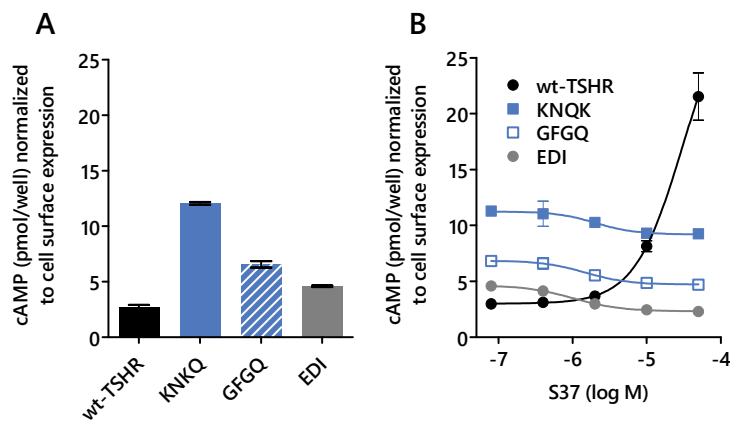 A
cAMP (pmol/well) normalized
to cell surface expression
25
20
15
10
5
0
wt-TSHR
KNKQ
GFGQ
EDI
B
cAMP (pmol/well) normalized
to cell surface expression
25
20
15
10
5
0
wt-TSHR
KNQK
GFGQ
EDI
-7
-6
-5
-4
S37 (log M)